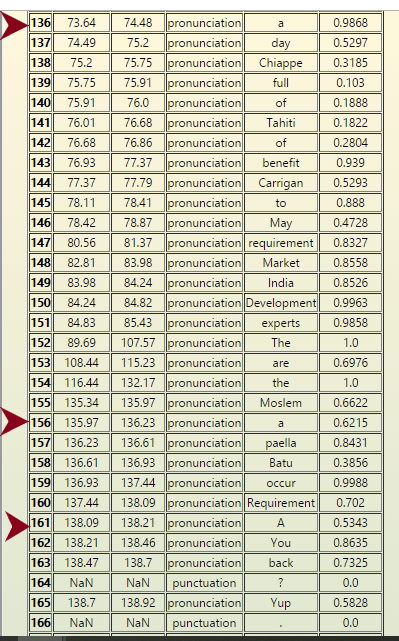 136 73.64 74.48 pronunciation a 0.9868
137 74.49 75.2 pronunciation day 0.5297
138 75.2 75.75 pronunciation Chiappe 0.3185
139 75.75 75.91 pronunciation full 0.103
140 75.91 76.0 pronunciation of 0.1888
141 76.01 76.68 pronunciation Tahiti 0.1822
142 76.68 76.86 pronunciation of 0.2804
143 76.93 77.37 pronunciation benefit 0.939
144 77.37 77.79 pronunciation Carrigan 0.5293
145 78.11 78.41 pronunciation to 0.888
146 78.42 78.87 pronunciation May 0.4728
147 80.56 81.37 pronunciation requirement 0.8327
148 82.81 83.98 pronunciation Market 0.8558
149 83.98 84.24 pronunciation India 0.8526
150 84.24 84.82 pronunciation Development 0.9963
151 84.83 85.43 pronunciation experts 0.9858
152 89.69 107.57 pronunciation The 1.0
153 108.44 115.23 pronunciation are 0.6976
154 116.44 132.17 pronunciation the 1.0
155 135.34 135.97 pronunciation Moslem 0.6622
156 135.97 136.23 pronunciation a 0.6215
157 136.23 136.61 pronunciation paella 0.8431
158 136.61 136.93 pronunciation Batu 0.3856
159 136.93 137.44 pronunciation occur 0.9988
160 137.44 138.09 pronunciation Requirement 0.702
161 138.09 138.21 pronunciation A 0.5343
162 138.21 138.46 pronunciation You 0.8635
163 138.47 138.7 pronunciation back 0.7325
164 NaN NaN punctuation ? 0.0
165 138.7 138.92 pronunciation Yup 0.5828
166 NaN NaN punctuation . 0.0